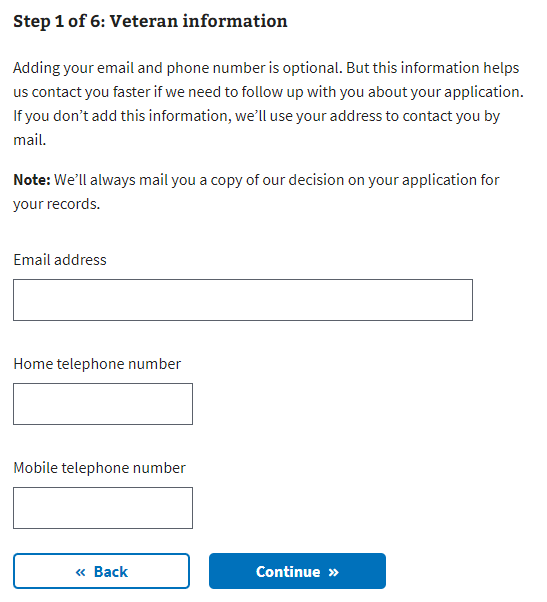 Step 1 of 6: Veteran information
Adding your email and phone number is optional. But this information helps
us contact you faster if we need to follow up with you about your application.
If you don’t add this information, we’ll use your address to contact you by
mail.
Note: We’ll always mail you a copy of our decision on your application for
your records.
Email address
Home telephone number
Mobile telephone number
« Back
Continue »